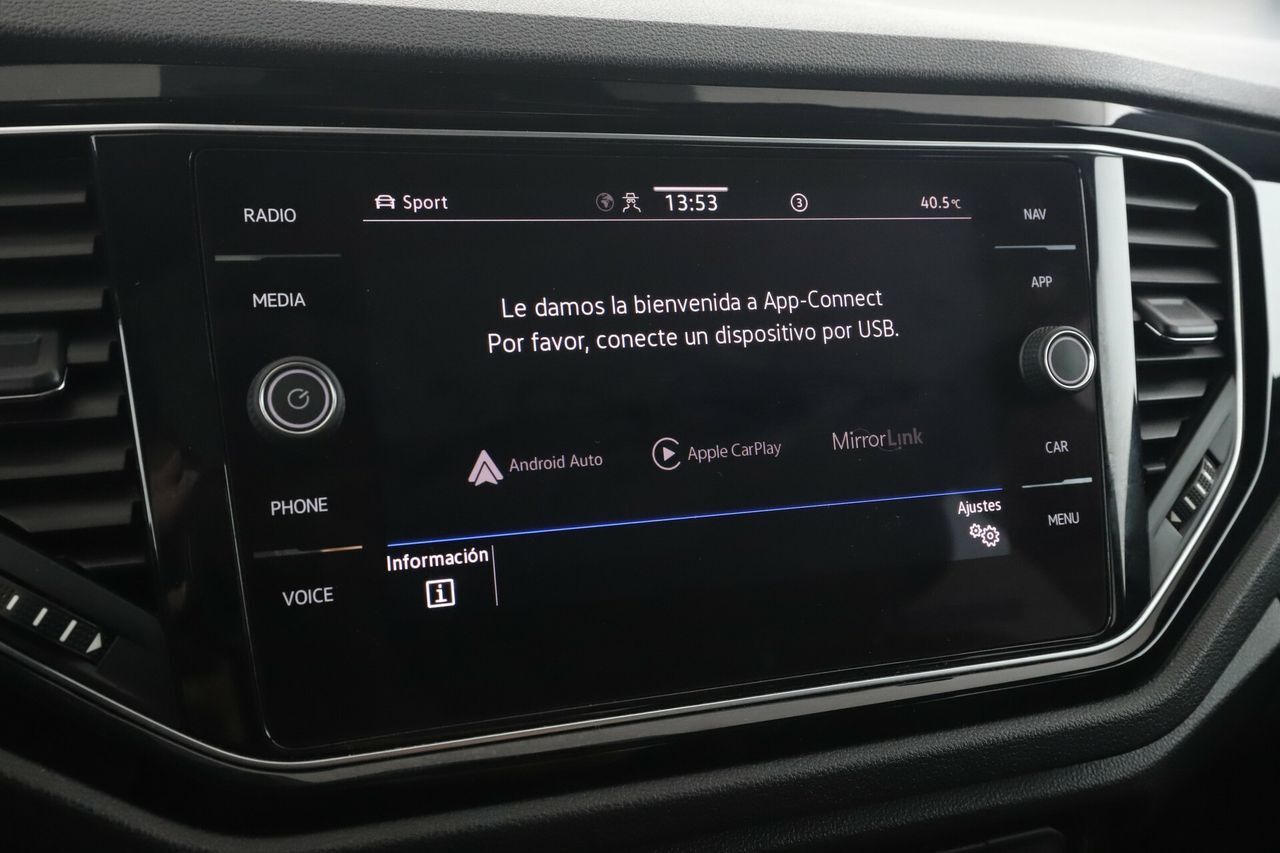 RADIO
MEDIA
PHONE
VOICE
Sport
13:53
3
40.5°C
Le damos la bienvenida a App-Connect
Por favor, conecte un dispositivo por USB.
Android Auto
Apple CarPlay
MirrorLink
Información
i
Ajustes
NAV
APP
CAR
MENU